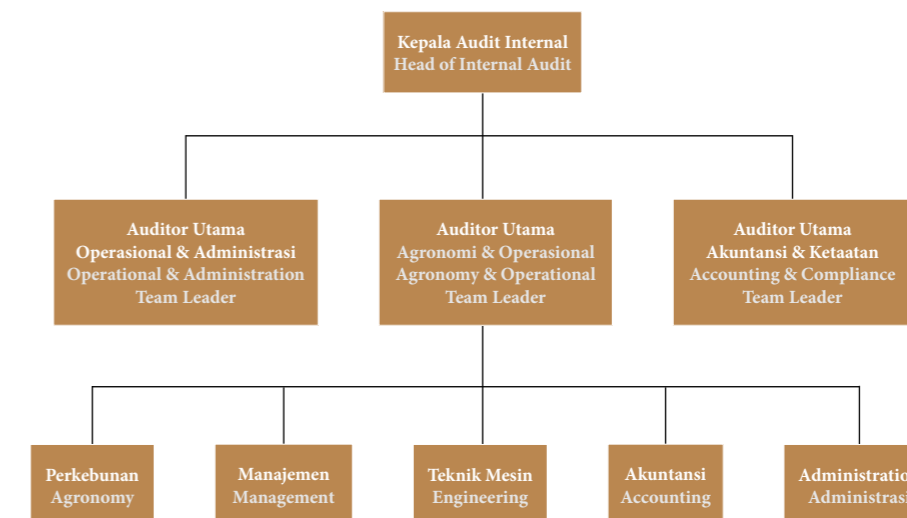 Kepala Audit Internal
Head of Internal Audit
Auditor Utama
Operasional & Administrasi
Operational & Administration
Team Leader
Auditor Utama
Agronomi & Operasional
Agronomy & Operational
Team Leader
Auditor Utama
Akuntansi & Ketaatan
Accounting & Compliance
Team Leader
Perkebunan
Agronomy
Manajemen
Management
Teknik Mesin
Engineering
Akuntansi
Accounting
Administratio
Administrasi